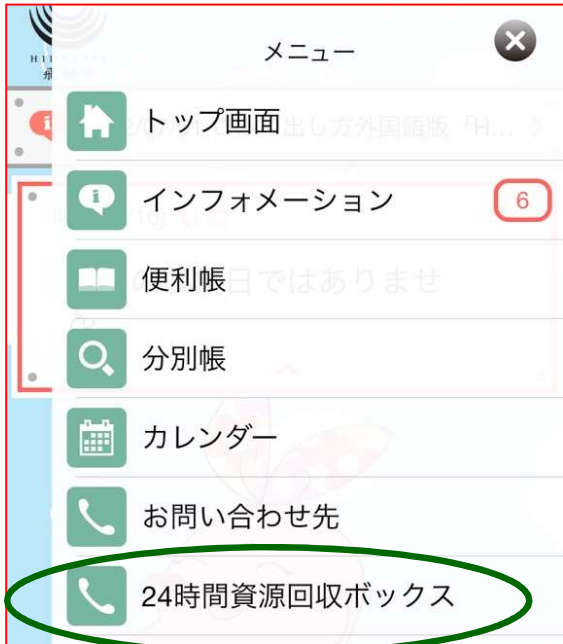 メニュー
トップ画面
インフォメーション
6
便利帳
分別帳
カレンダー
お問い合わせ先
24時間資源回収ボックス